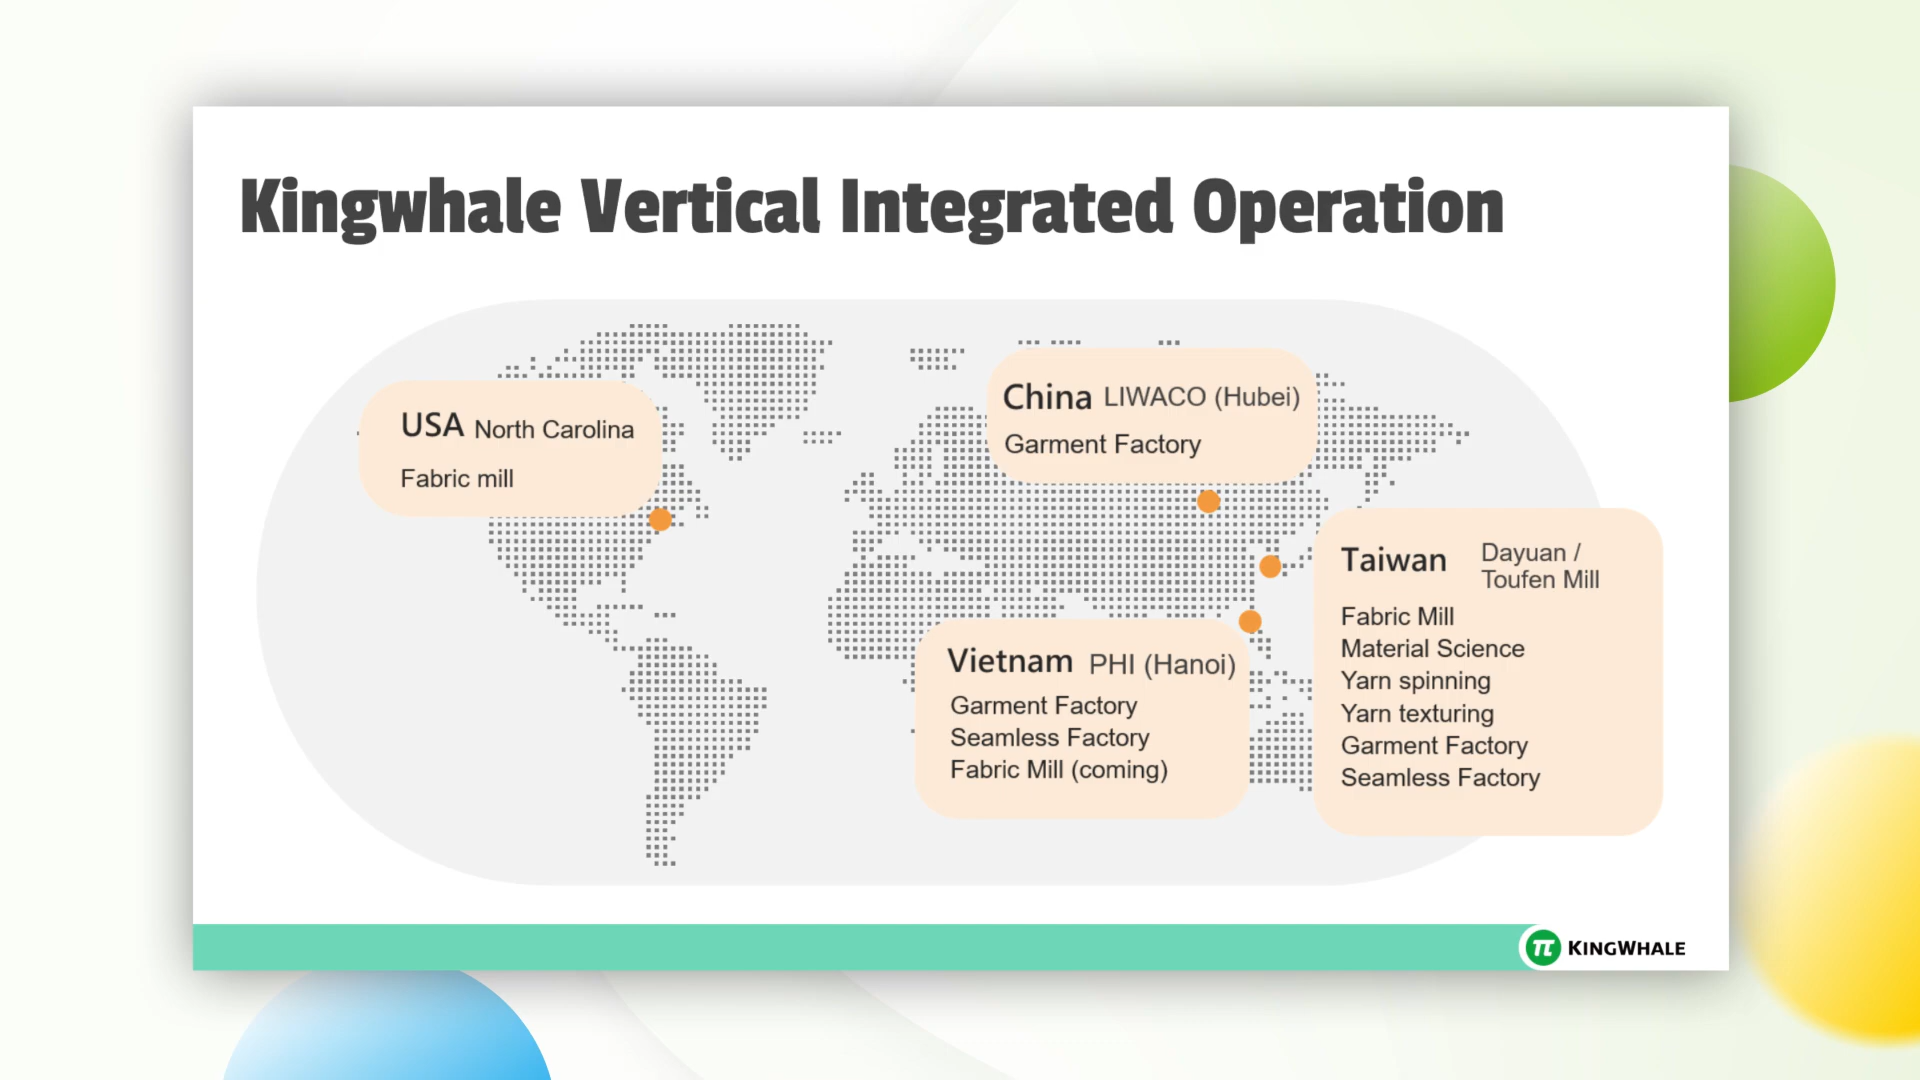 Kingwhale Vertical Integrated Operation
USA North Carolina
Fabric mill
China LIWACO (Hubei)
Garment Factory
Vietnam PHI (Hanoi)
Garment Factory
Seamless Factory
Fabric Mill (coming)
Taiwan Dayuan /
Toufen Mill
Fabric Mill
Material Science
Yarn spinning
Yarn texturing
Garment Factory
Seamless Factory
π KINGWHALE